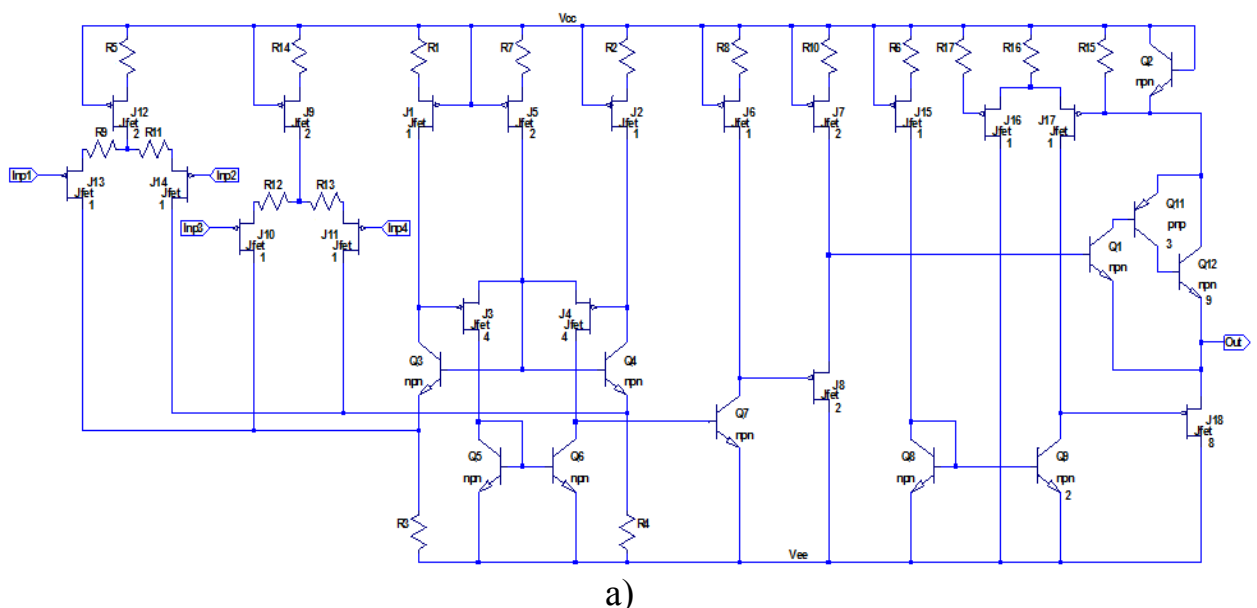 Vcc
R5
R14
R1
R7
R2
R8
R10
R6
R17
R16
R15
Q2
npn
J12
Jfet
2
J9
Jfet
2
J1
Jfet
1
J5
Jfet
2
J2
Jfet
1
J6
Jfet
1
J7
Jfet
2
J15
Jfet
1
J16
Jfet
1
J17
Jfet
1
R9
R11
Inp1
J13
Jfet
1
J14
Jfet
1
Inp2
R12
R13
Inp3
J10
Jfet
1
J11
Jfet
1
Inp4
Q11
pnp
3
Q1
npn
Q12
npn
9
J3
Jfet
4
J4
Jfet
4
Out
Q3
npn
Q4
npn
J8
Jfet
2
Q7
npn
J18
Jfet
8
Q5
npn
Q6
npn
Q8
npn
Q9
npn
2
R3
R4
Vee
a)